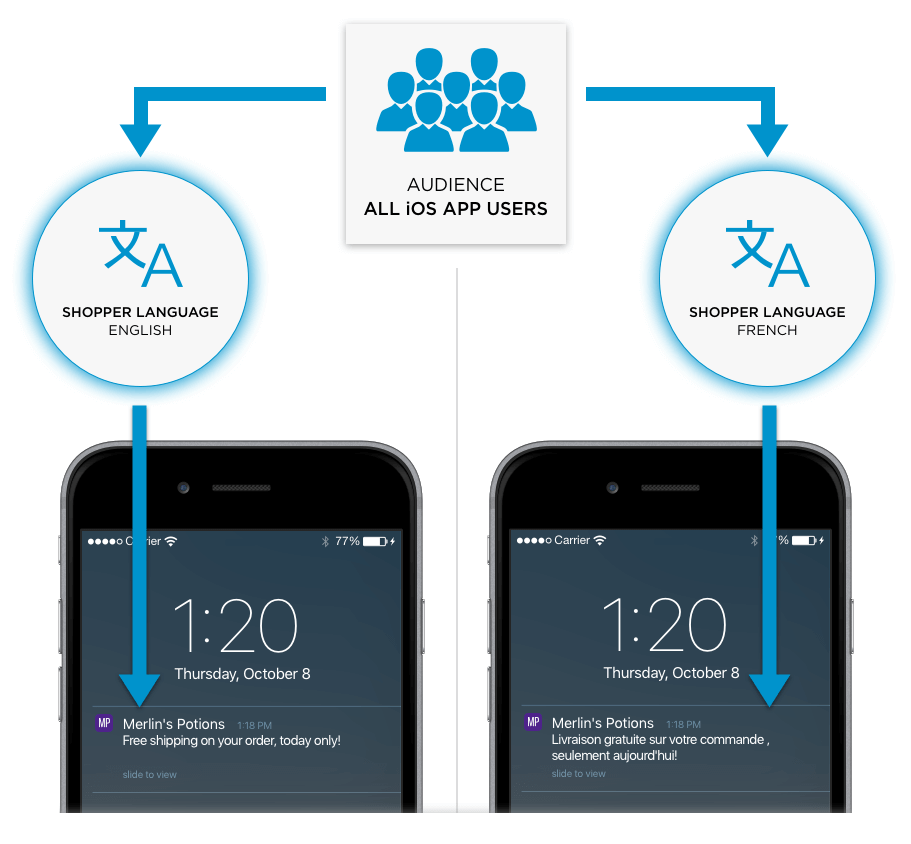 AUDIENCE
ALL iOS APP USERS
文A
SHOPPER LANGUAGE
ENGLISH
文A
SHOPPER LANGUAGE
FRENCH
77%
1:20
Thursday, October 8
MP Merlin's Potions 1:18 PM
Free shipping on your order, today only!
slide to view
Carrier
1:20
Thursday, October 8
MP Merlin's Potions 1:18 PM
Livraison gratuite sur votre commande ,
seulement aujourd'hui!
slide to view